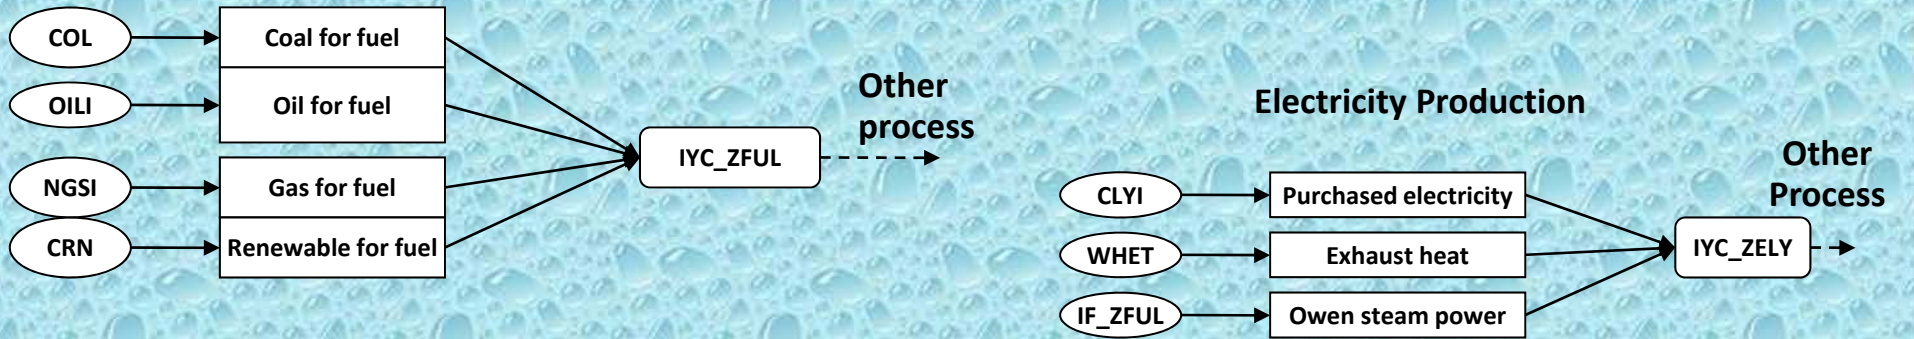 COL
Coal for fuel
OILI
Oil for fuel
NGSI
Gas for fuel
CRN
Renewable for fuel
IYC_ZFUL
Other
process
Electricity Production
CLYI
Purchased electricity
WHET
Exhaust heat
IF_ZFUL
Owen steam power
IYC_ZELY
Other
Process